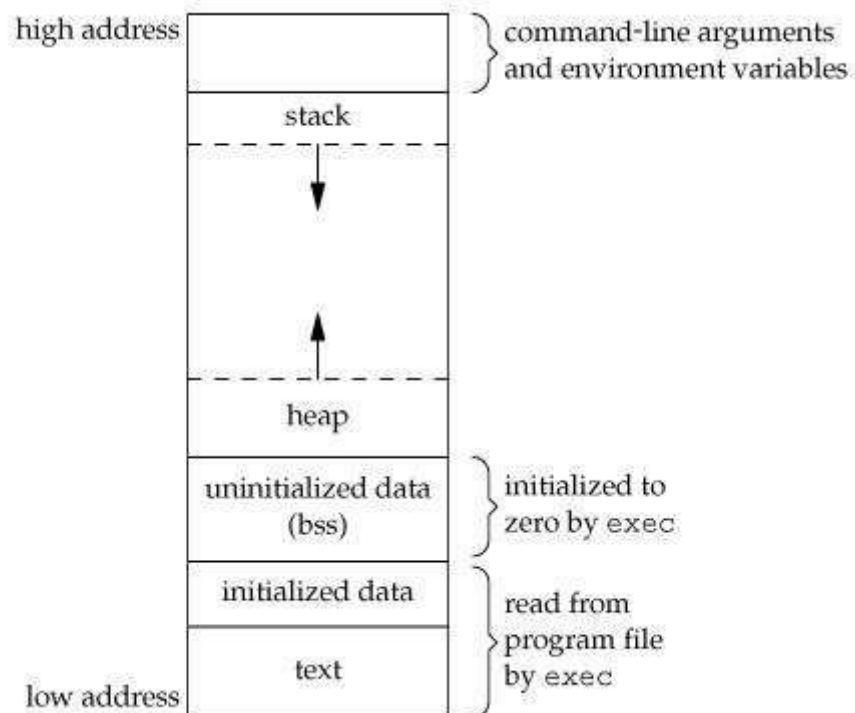 high address
command-line arguments
and environment variables
stack
heap
uninitialized data
(bss)
initialized to
zero by exec
initialized data
read from
program file
by exec
text
low address